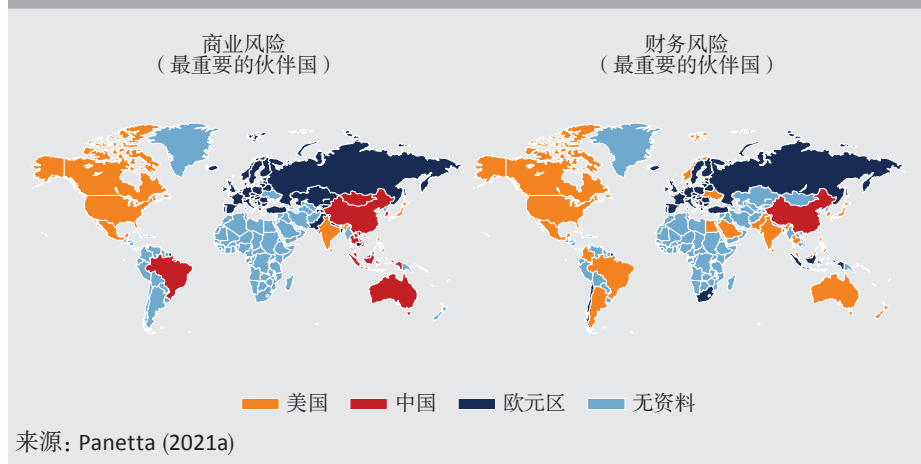 商业风险
（最重要的伙伴国）
财务风险
（最重要的伙伴国）
美国 中国 欧元区 无资料
来源：Panetta (2021a)